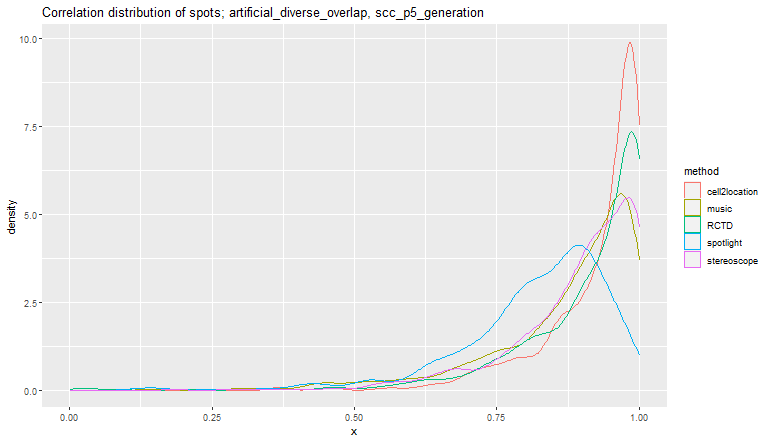 Correlation distribution of spots; artificial_diverse_overlap, scc_p5_generation
10.0
7.5
5.0
2.5
0.0
density
0.00 0.25 0.50 0.75 1.00
x
method
cell2location
music
RCTD
spotlight
stereoscope